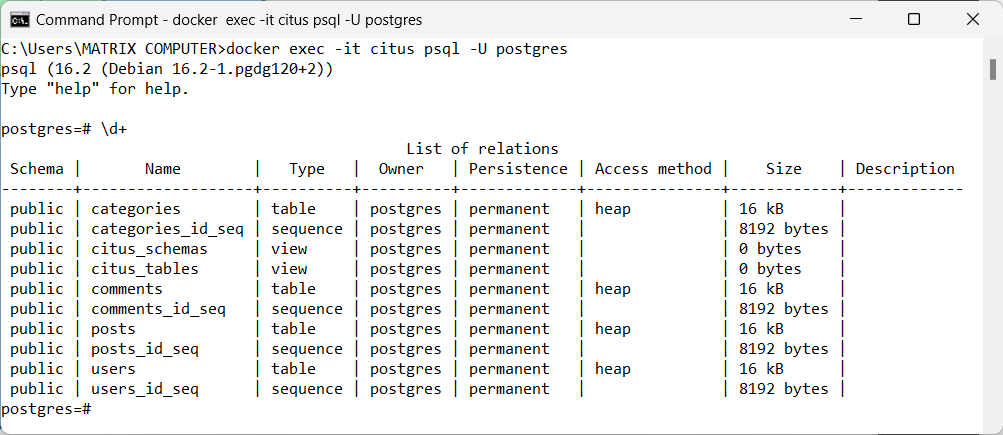 Command Prompt - docker  exec -it citus psql -U postgres
C:\Users\MATRIX COMPUTER>docker exec -it citus psql -U postgres
psql (16.2 (Debian 16.2-1.pgdg120+2))
Type "help" for help.

postgres=# \d+
                                             List of relations
 Schema |       Name        |   Type   |  Owner   | Persistence | Access method |    Size    | Description
--------+-------------------+----------+----------+-------------+---------------+------------+-------------
 public | categories        | table    | postgres | permanent   | heap          | 16 kB      |
 public | categories_id_seq | sequence | postgres | permanent   |               | 8192 bytes |
 public | citus_schemas     | view     | postgres | permanent   |               | 0 bytes    |
 public | citus_tables      | view     | postgres | permanent   |               | 0 bytes    |
 public | comments          | table    | postgres | permanent   | heap          | 16 kB      |
 public | comments_id_seq   | sequence | postgres | permanent   |               | 8192 bytes |
 public | posts             | table    | postgres | permanent   | heap          | 16 kB      |
 public | posts_id_seq      | sequence | postgres | permanent   |               | 8192 bytes |
 public | users             | table    | postgres | permanent   | heap          | 16 kB      |
 public | users_id_seq      | sequence | postgres | permanent   |               | 8192 bytes |
postgres=#